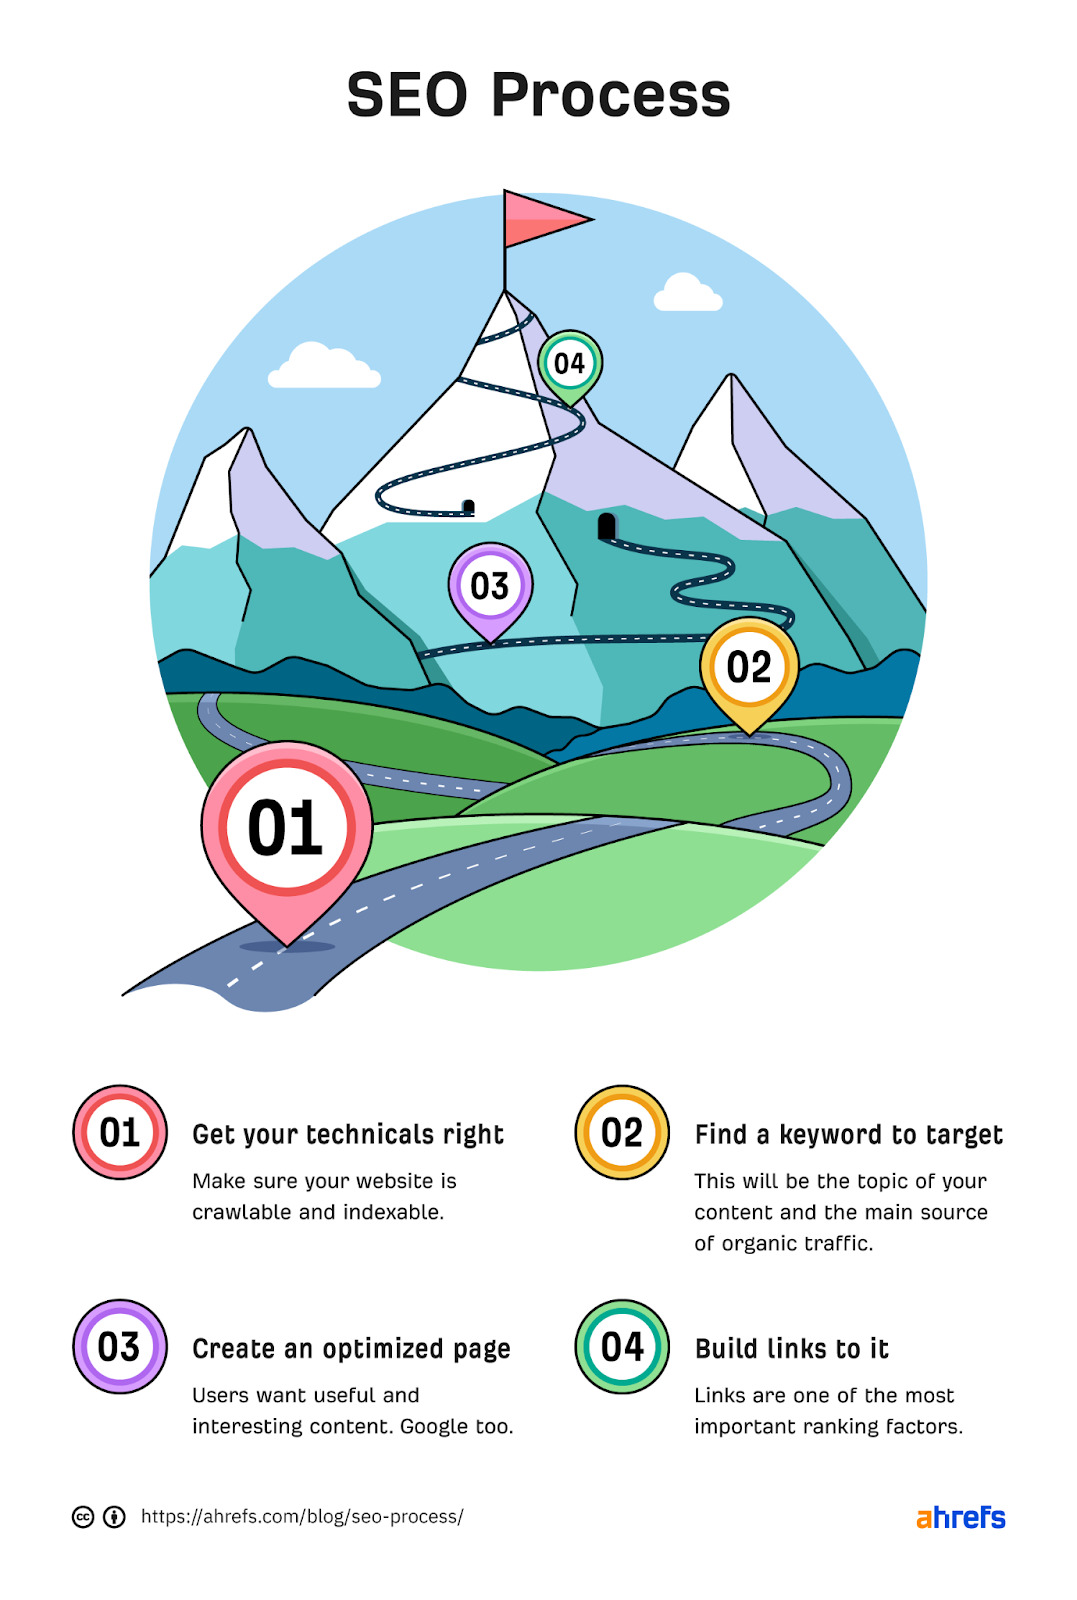 SEO Process
04
03
02
01
01
Get your technicals right
Make sure your website is
crawlable and indexable.
02
Find a keyword to target
This will be the topic of your
content and the main source
of organic traffic.
03
Create an optimized page
Users want useful and
interesting content. Google too.
04
Build links to it
Links are one of the most
important ranking factors.
cc
https://ahrefs.com/blog/seo-process/
ahrefs